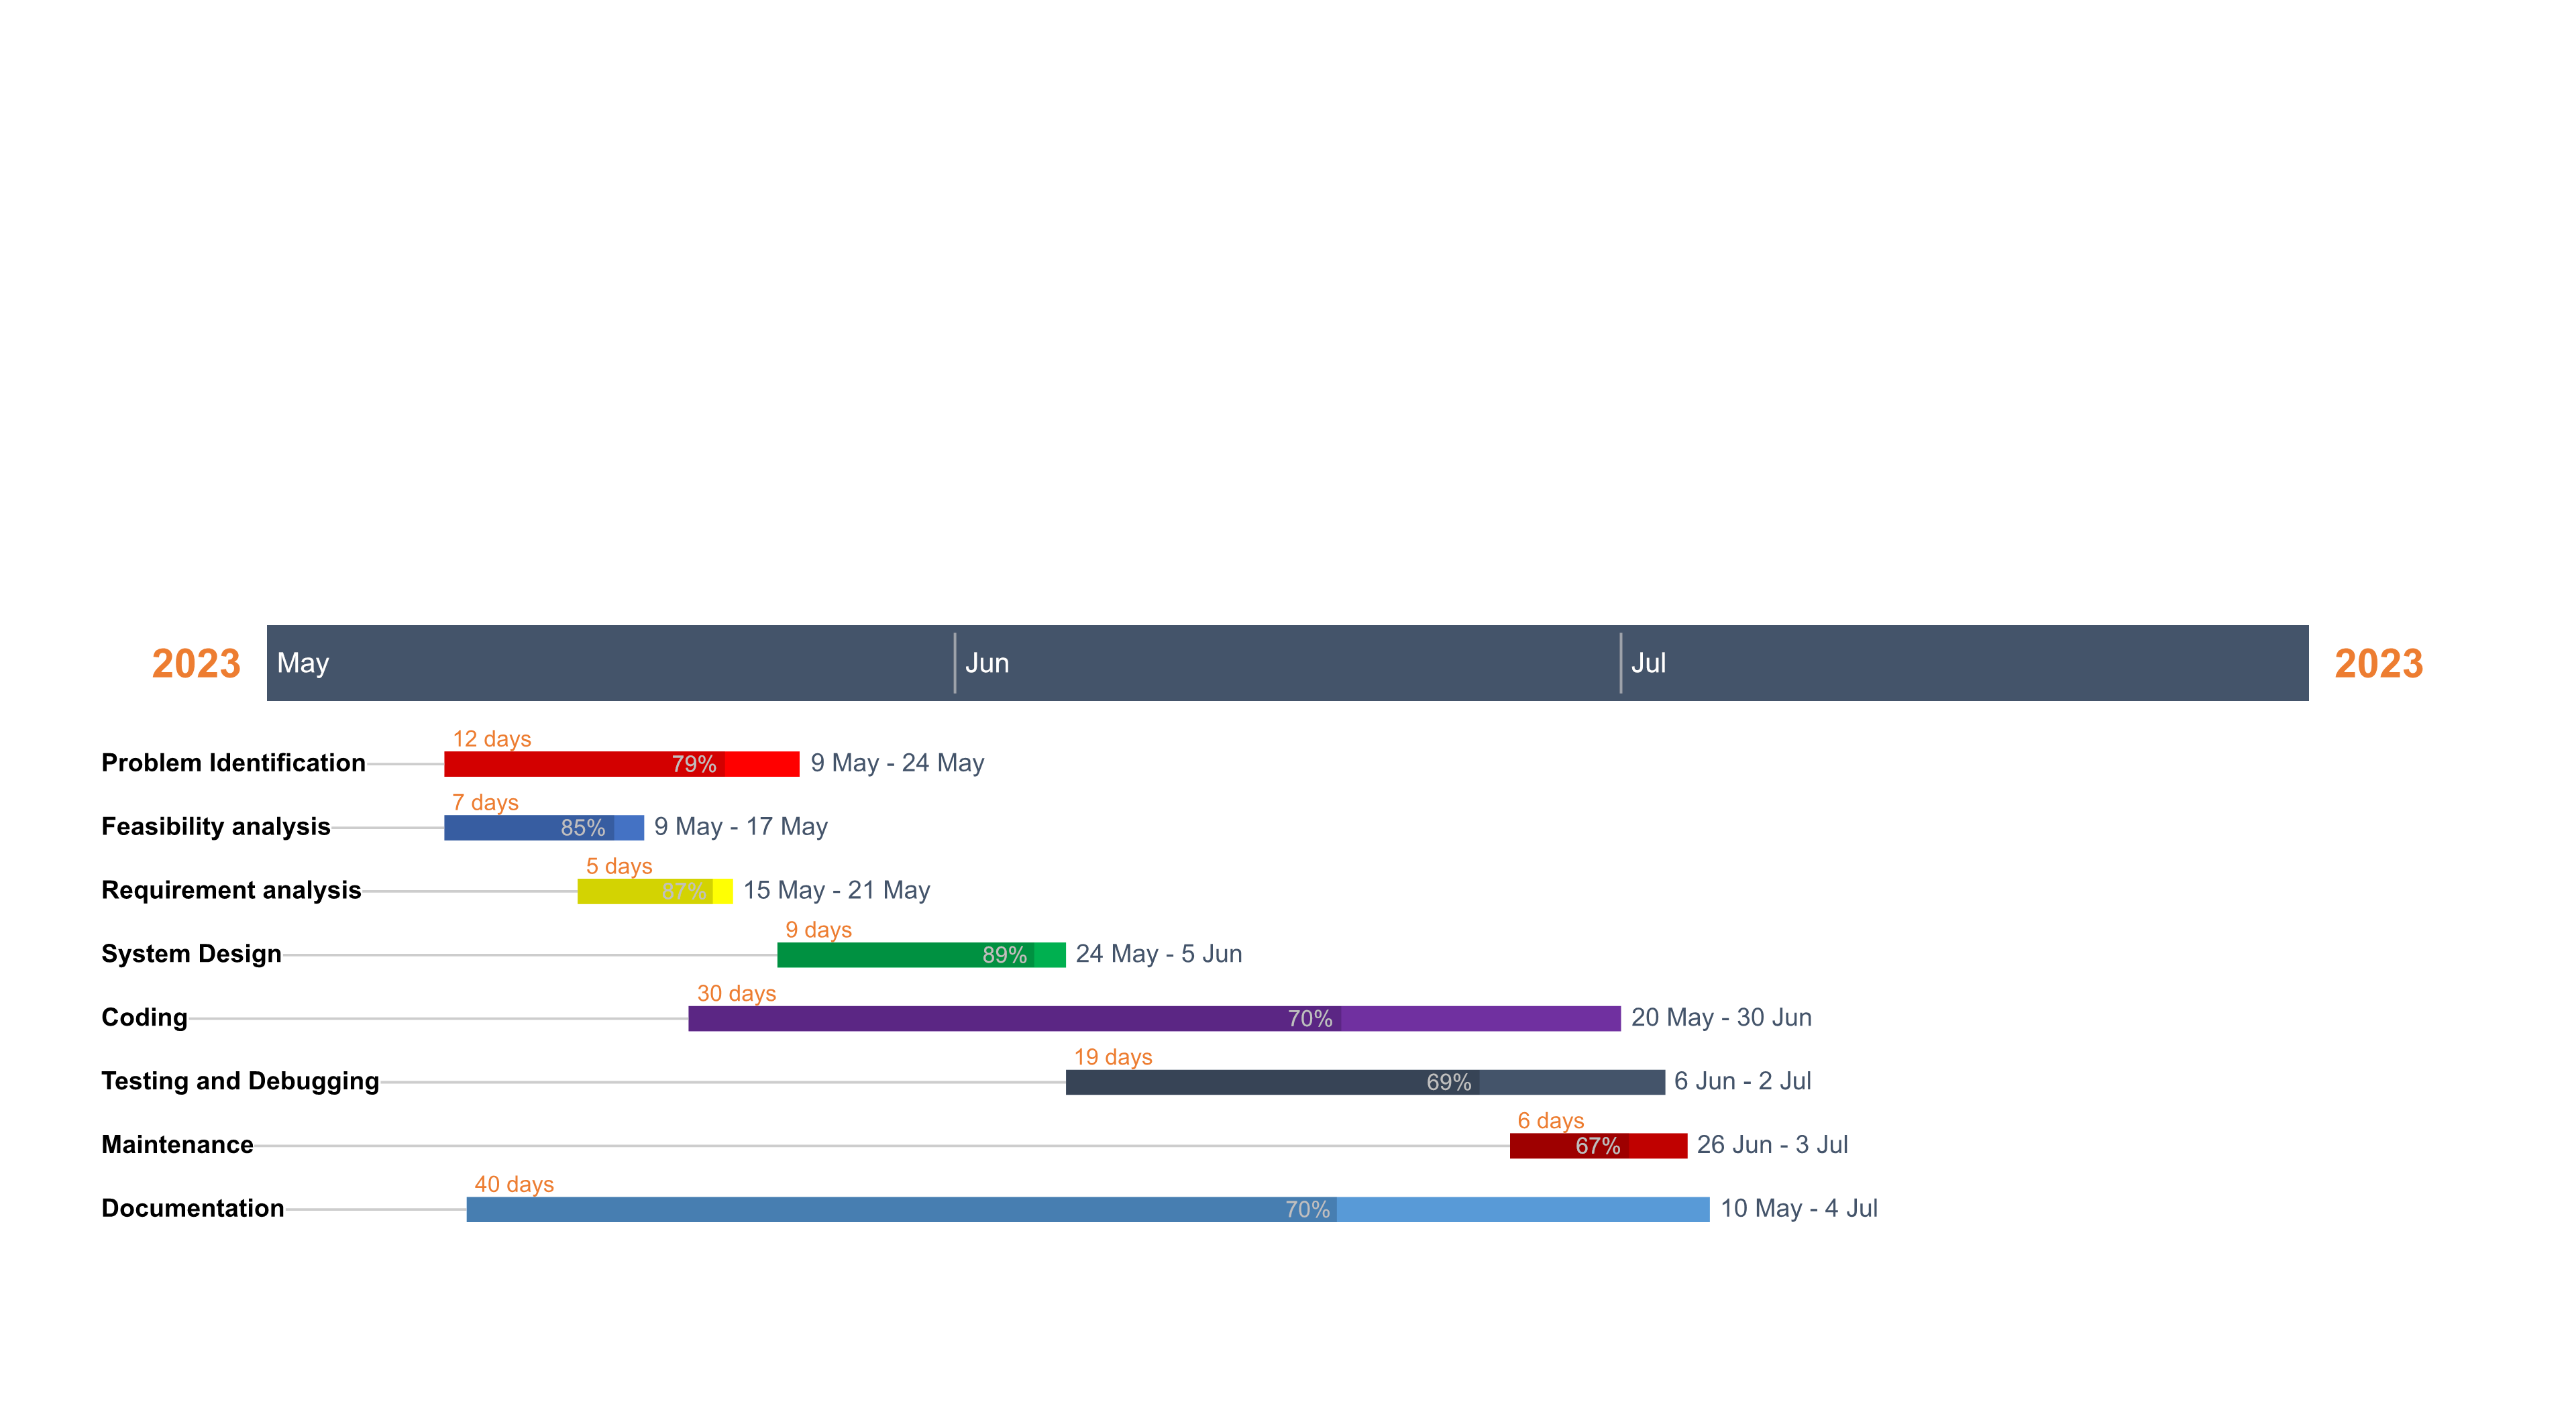 2023 May Jun Jul 2023
12 days
Problem Identification 79% 9 May - 24 May
7 days
Feasibility analysis 85% 9 May - 17 May
5 days
Requirement analysis 87% 15 May - 21 May
9 days
System Design 89% 24 May - 5 Jun
30 days
Coding 70% 20 May - 30 Jun
19 days
Testing and Debugging 69% 6 Jun - 2 Jul
6 days
Maintenance 67% 26 Jun - 3 Jul
40 days
Documentation 70% 10 May - 4 Jul